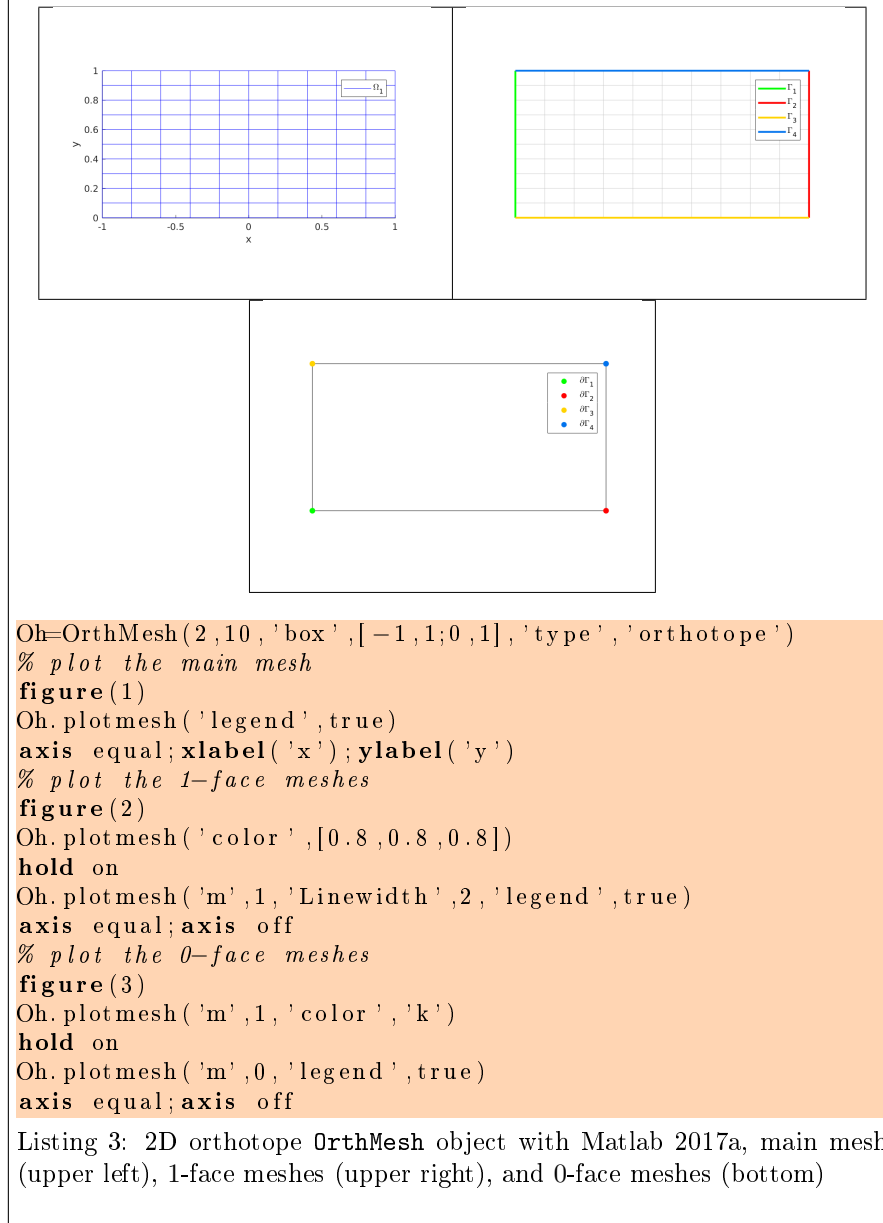 1
0.8
0.6
0.4
0.2
0
y
-1
-0.5
0
0.5
1
x
Ω1
Γ1
Γ2
Γ3
Γ4
∂Γ1
∂Γ2
∂Γ3
∂Γ4
Oh=OrthMesh(2,10,'box',[-1,1;0,1],'type','orthotope')
% plot the main mesh
figure(1)
Oh.plotmesh('legend',true)
axis equal;xlabel('x');ylabel('y')
% plot the 1-face meshes
figure(2)
Oh.plotmesh('color',[0.8,0.8,0.8])
hold on
Oh.plotmesh('m',1,'Linewidth',2,'legend',true)
axis equal;axis off
% plot the 0-face meshes
figure(3)
Oh.plotmesh('m',1,'color','k')
hold on
Oh.plotmesh('m',0,'legend',true)
axis equal;axis off
Listing 3: 2D orthotope OrthMesh object with Matlab 2017a, main mesh
(upper left), 1-face meshes (upper right), and 0-face meshes (bottom)